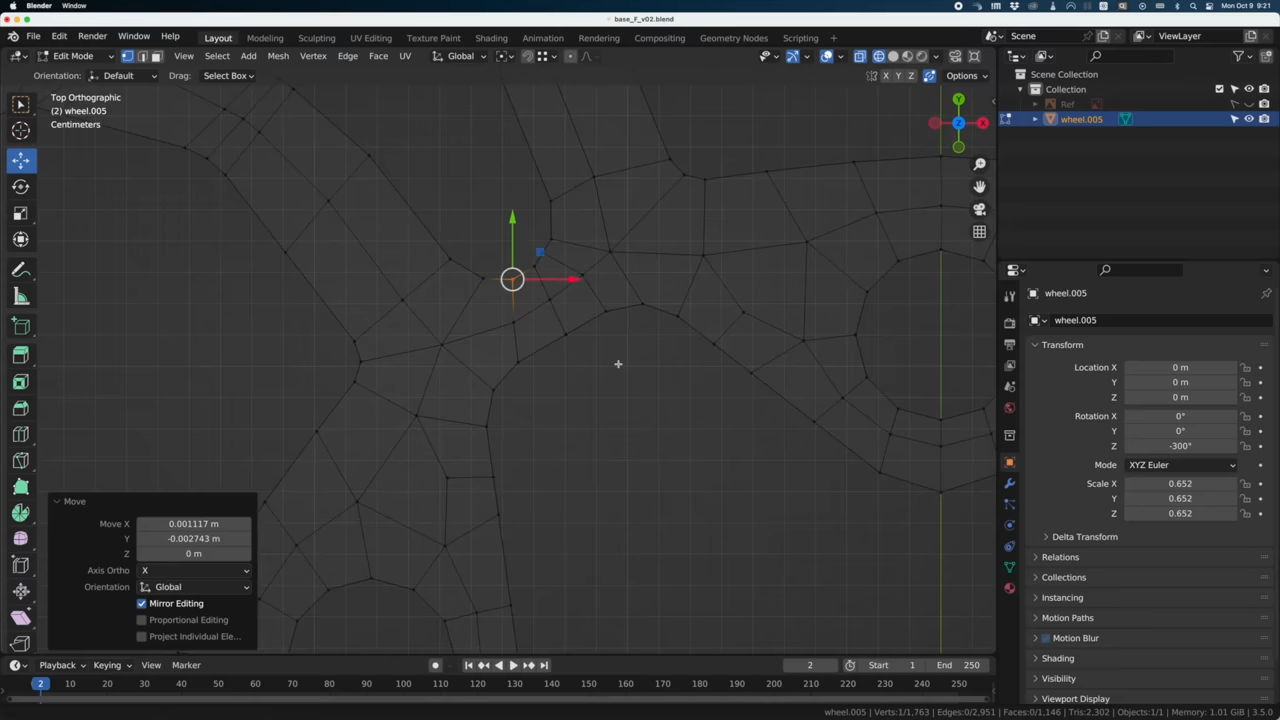 Blender Window Mon Oct 9 9:21
base_F_v02.blend
File Edit Render Window Help Layout Modeling Sculpting UV Editing Texture Paint Shading Animation Rendering Compositing Geometry Nodes Scripting + Scene ViewLayer
Edit Mode View Select Add Mesh Vertex Edge Face UV Global
Orientation: Default Drag: Select Box X Y Z Options
Top Orthographic
(2) wheel.005
Centimeters
Y
Z
X
Scene Collection
Collection
Ref
wheel.005
wheel.005
wheel.005
Transform
Location X 0 m
Y 0 m
Z 0 m
Rotation X 0°
Y 0°
Z -300°
Mode XYZ Euler
Scale X 0.652
Y 0.652
Z 0.652
Delta Transform
Relations
Collections
Instancing
Motion Paths
Motion Blur
Shading
Visibility
Viewport Display
Move
Move X 0.001117 m
Y -0.002743 m
Z 0 m
Axis Ortho X
Orientation Global
Mirror Editing
Proportional Editing
Project Individual Ele...
Playback Keying View Marker 2 Start 1 End 250
2 10 20 30 40 50 60 70 80 90 100 110 120 130 140 150 160 170 180 190 200 210 220 230 240 250
wheel.005 | Verts:1/1,763 | Edges:0/2,951 | Faces:0/1,146 | Tris:2,302 | Objects:1/1 | Memory: 1.01 GiB | 3.5.0